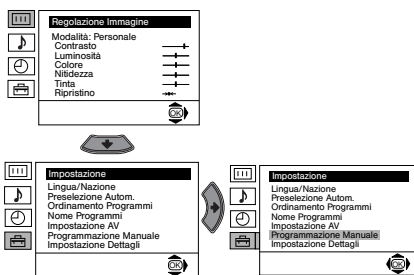 Regolazione Immagine
Modalità: Personale
Contrasto
Luminosità
Colore
Nitidezza
Tinta
Ripristino
OK
Impostazione
Lingua/Nazione
Preselezione Autom.
Ordinamento Programmi
Nome Programmi
Impostazione AV
Programmazione Manuale
Impostazione Dettagli
OK
Impostazione
Lingua/Nazione
Preselezione Autom.
Ordinamento Programmi
Nome Programmi
Impostazione AV
Programmazione Manuale
Impostazione Dettagli
OK